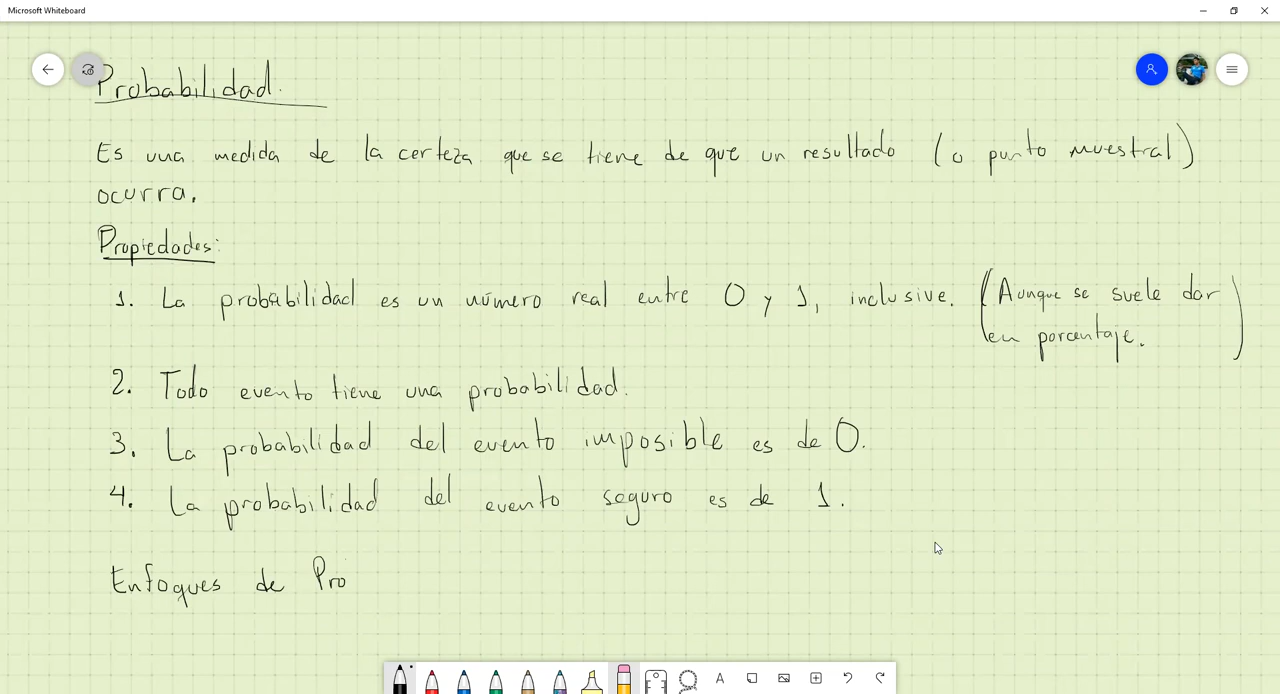 Microsoft Whiteboard
Probabilidad.
Es una medida de la certeza que se tiene de que un resultado (o punto muestral)
ocurra.
Propiedades:
1. La probabilidad es un número real entre 0 y 1, inclusive. (Aunque se suele dar
en porcentaje.)
2. Todo evento tiene una probabilidad.
3. La probabilidad del evento imposible es de 0.
4. La probabilidad del evento seguro es de 1.
Enfoques de Pro
A